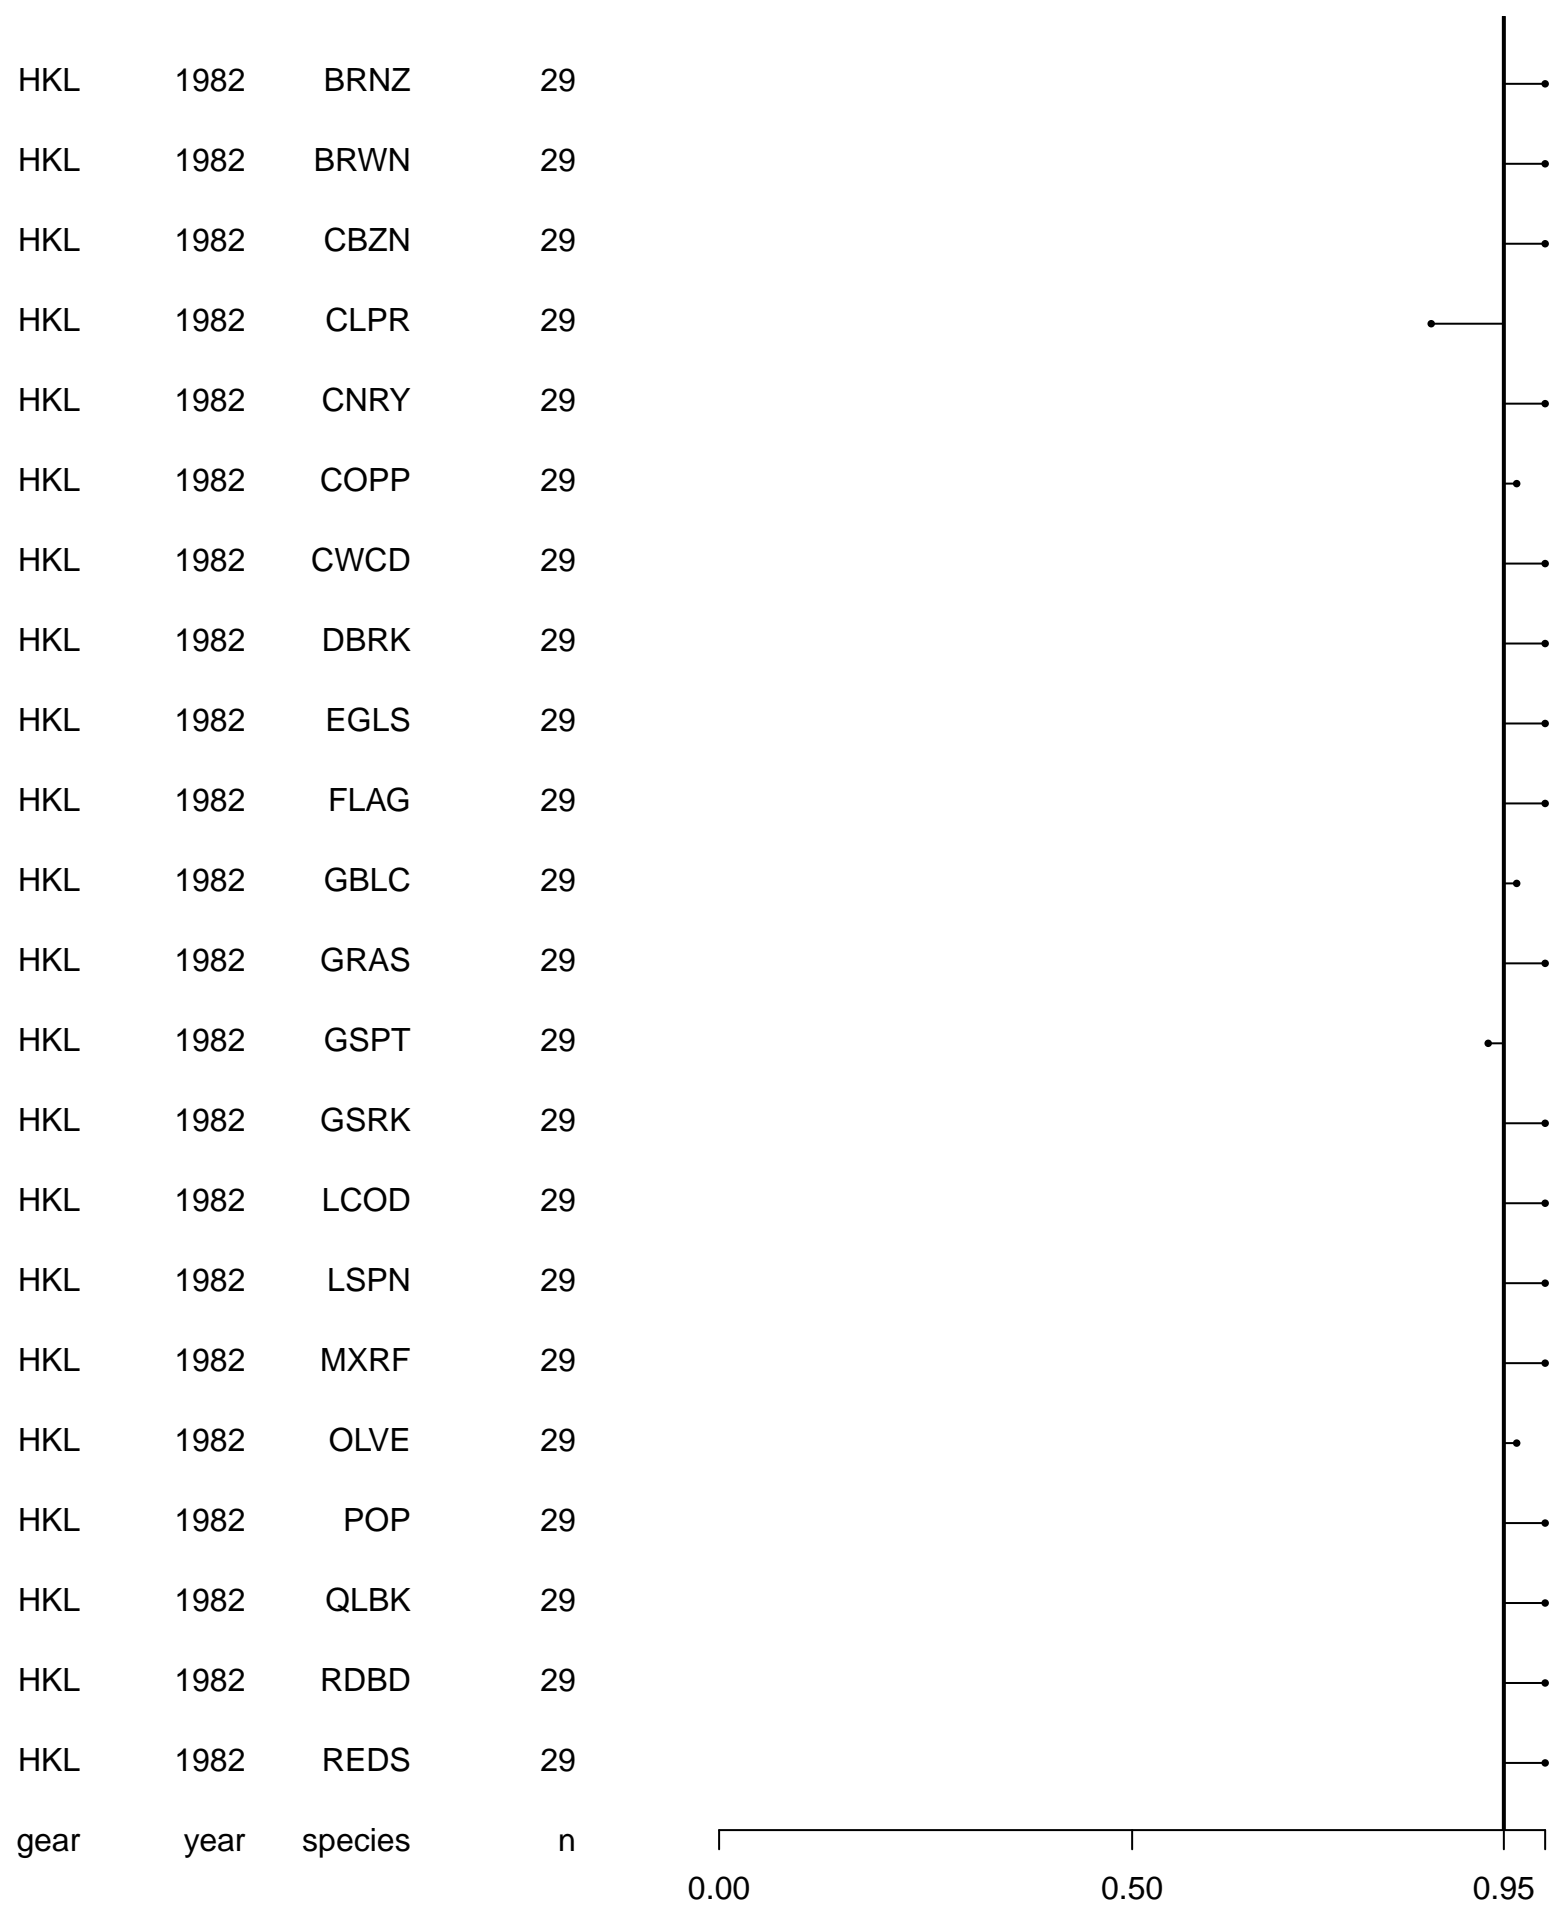 HKL 1982 BRNZ 29
HKL 1982 BRWN 29
HKL 1982 CBZN 29
HKL 1982 CLPR 29
HKL 1982 CNRY 29
HKL 1982 COPP 29
HKL 1982 CWCD 29
HKL 1982 DBRK 29
HKL 1982 EGLS 29
HKL 1982 FLAG 29
HKL 1982 GBLC 29
HKL 1982 GRAS 29
HKL 1982 GSPT 29
HKL 1982 GSRK 29
HKL 1982 LCOD 29
HKL 1982 LSPN 29
HKL 1982 MXRF 29
HKL 1982 OLVE 29
HKL 1982 POP 29
HKL 1982 QLBK 29
HKL 1982 RDBD 29
HKL 1982 REDS 29
gear year species n
0.00 0.50 0.95